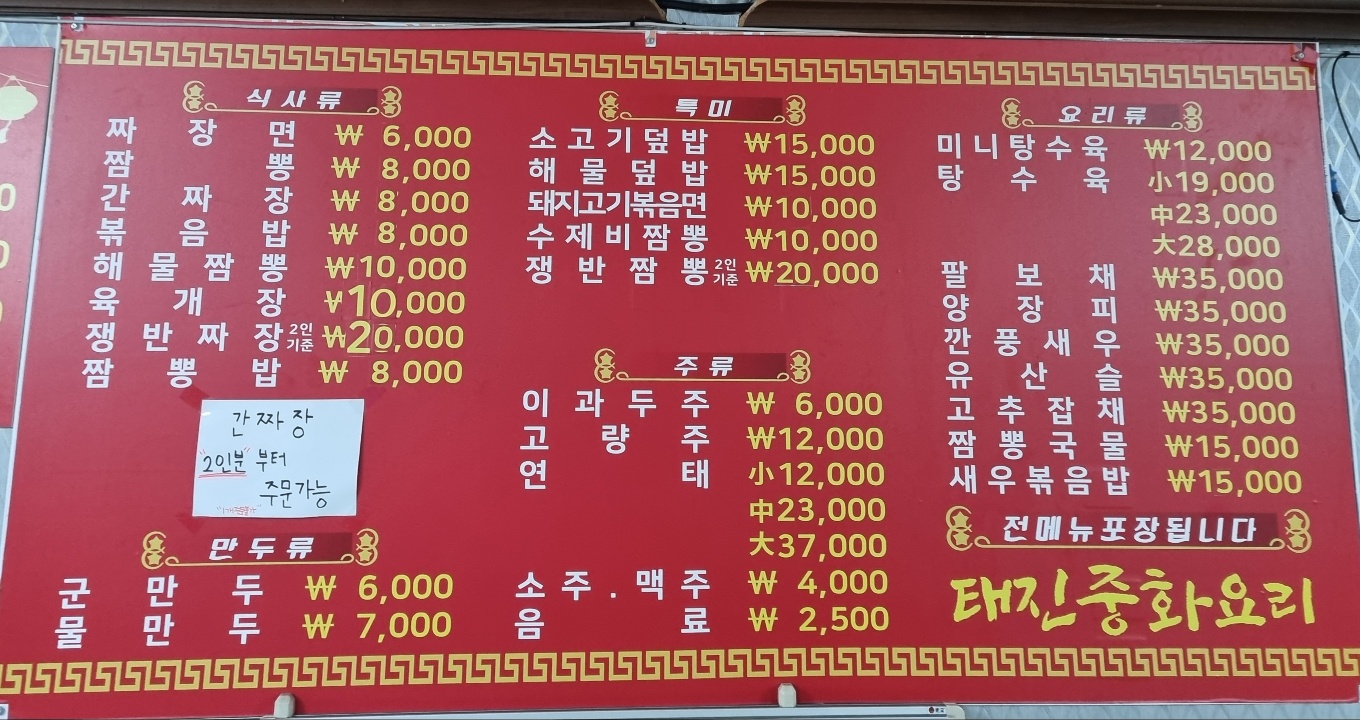 식사류
짜장면 ₩ 6,000
짬뽕 ₩ 8,000
간짜장 ₩ 8,000
볶음밥 ₩ 8,000
해물짬뽕 ₩10,000
육개장 ₩10,000
쟁반짜장 2인기준 ₩20,000
짬뽕밥 ₩ 8,000
간짜장
"2인분" 부터
주문가능
만두류
군만두 ₩ 6,000
물만두 ₩ 7,000
특미
소고기덮밥 ₩15,000
해물덮밥 ₩15,000
돼지고기볶음면 ₩10,000
수제비짬뽕 ₩10,000
쟁반짬뽕 2인기준 ₩20,000
주류
이과두주 ₩ 6,000
고량주 ₩12,000
연태 小12,000
中23,000
大37,000
소주.맥주 ₩ 4,000
음료 ₩ 2,500
요리류
미니탕수육 ₩12,000
탕수육 小19,000
中23,000
大28,000
팔보채 ₩35,000
양장피 ₩35,000
깐풍새우 ₩35,000
유산슬 ₩35,000
고추잡채 ₩35,000
짬뽕국물 ₩15,000
새우볶음밥 ₩15,000
전메뉴포장됩니다
태진중화요리